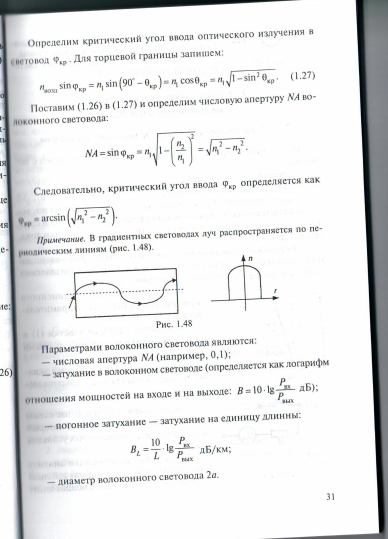 Определим критический угол ввода оптического излучения в
световод φкр. Для торцевой границы запишем:
nвозд sin φкр = n₁ sin (90° − θкр) = n₁ cos θкр = n₁√(1 − sin² θкр). (1.27)
Поставим (1.26) в (1.27) и определим числовую апертуру NA во-
локонного световода:
NA = sin φкр = n₁√(1 − (n₂/n₁)²) = √(n₁² − n₂²).
Следовательно, критический угол ввода φкр определяется как
φкр = arcsin (√(n₁² − n₂²)).
Примечание. В градиентных световодах луч распространяется по пе-
риодическим линиям (рис. 1.48).
n
r
Рис. 1.48
Параметрами волоконного световода являются:
— числовая апертура NA (например, 0,1);
— затухание в волоконном световоде (определяется как логарифм
отношения мощностей на входе и на выходе: B = 10 · lg Pвх/Pвых дБ);
— погонное затухание — затухание на единицу длинны:
B_L = 10/L · lg Pвх/Pвых дБ/км;
— диаметр волоконного световода 2a.
31